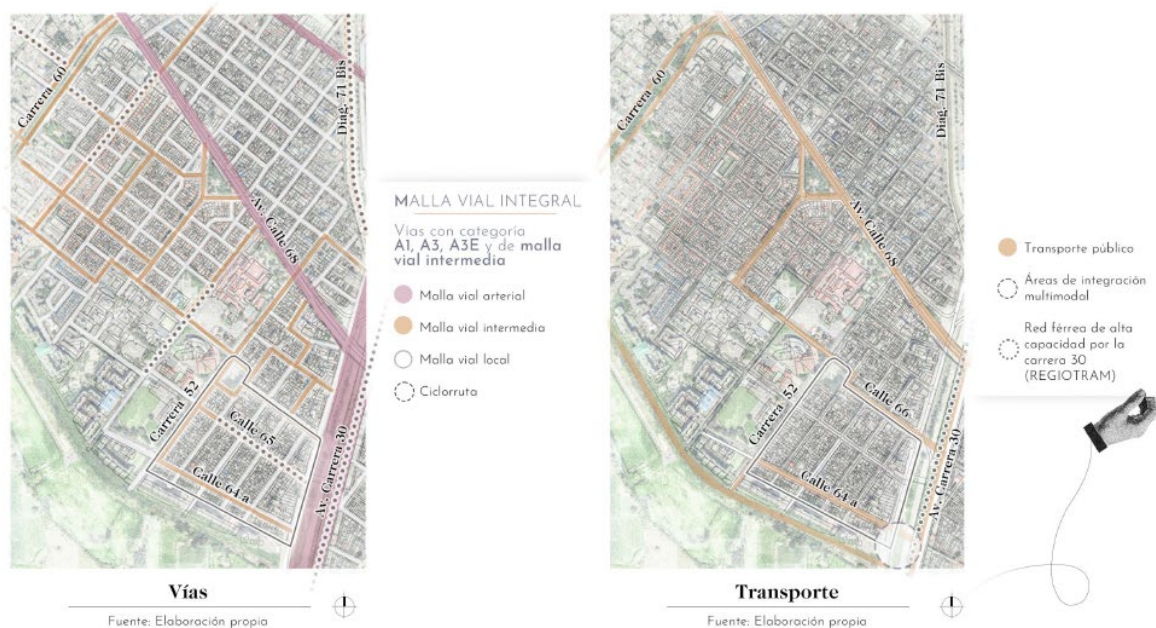 Carrera 60
Diag. 71 Bis
Av. Calle 68
Carrera 52
Calle 65
Calle 64 a
Av. Carrera 30
Vías
Fuente: Elaboración propia
MALLA VIAL INTEGRAL
Vías con categoría
A1, A3, A3E y de malla
vial intermedia
Malla vial arterial
Malla vial intermedia
Malla vial local
Ciclorruta
Carrera 60
Diag. 71 Bis
Av. Calle 68
Carrera 52
Calle 66
Calle 64 a
Av. Carrera 30
Transporte
Fuente: Elaboración propia
Transporte público
Áreas de integración
multimodal
Red férrea de alta
capacidad por la
carrera 30
(REGIOTRAM)